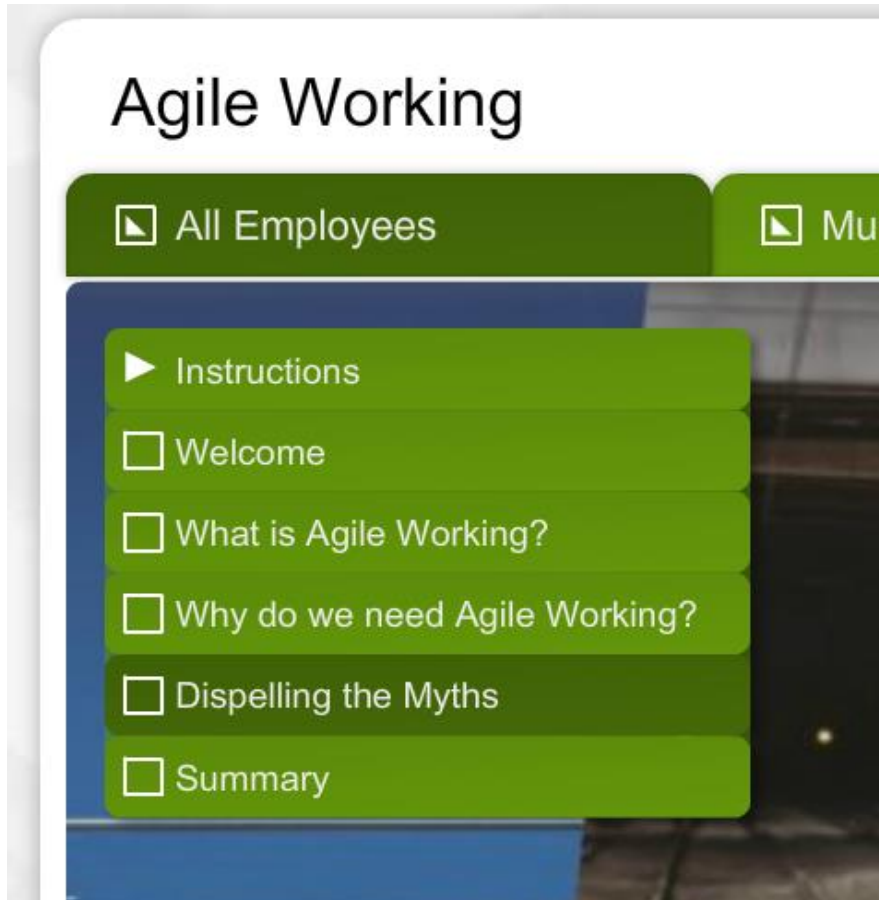 Agile Working
All Employees
Mu
Instructions
Welcome
What is Agile Working?
Why do we need Agile Working?
Dispelling the Myths
Summary